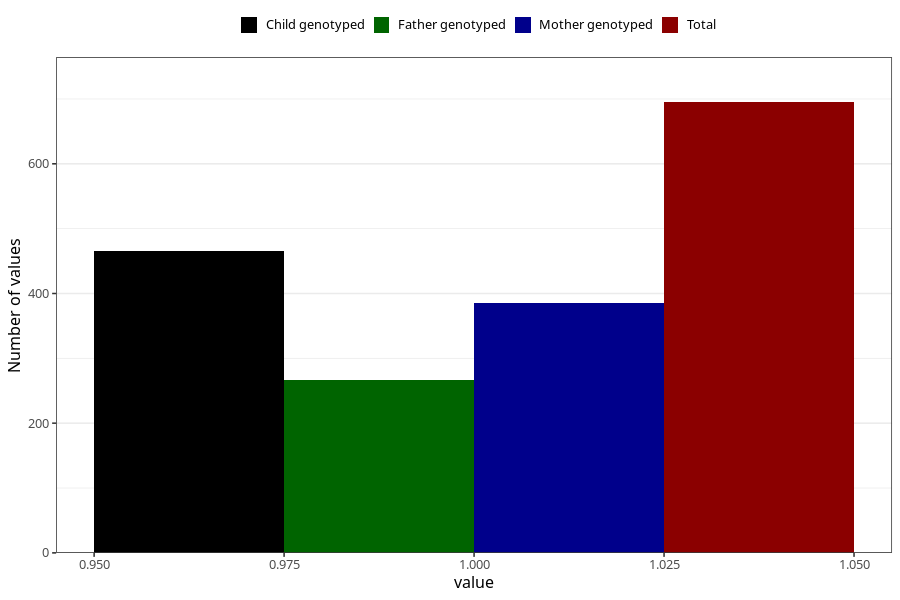 Child genotyped Father genotyped Mother genotyped Total
Number of values
600
400
200
0
0.950 0.975 1.000 1.025 1.050
value